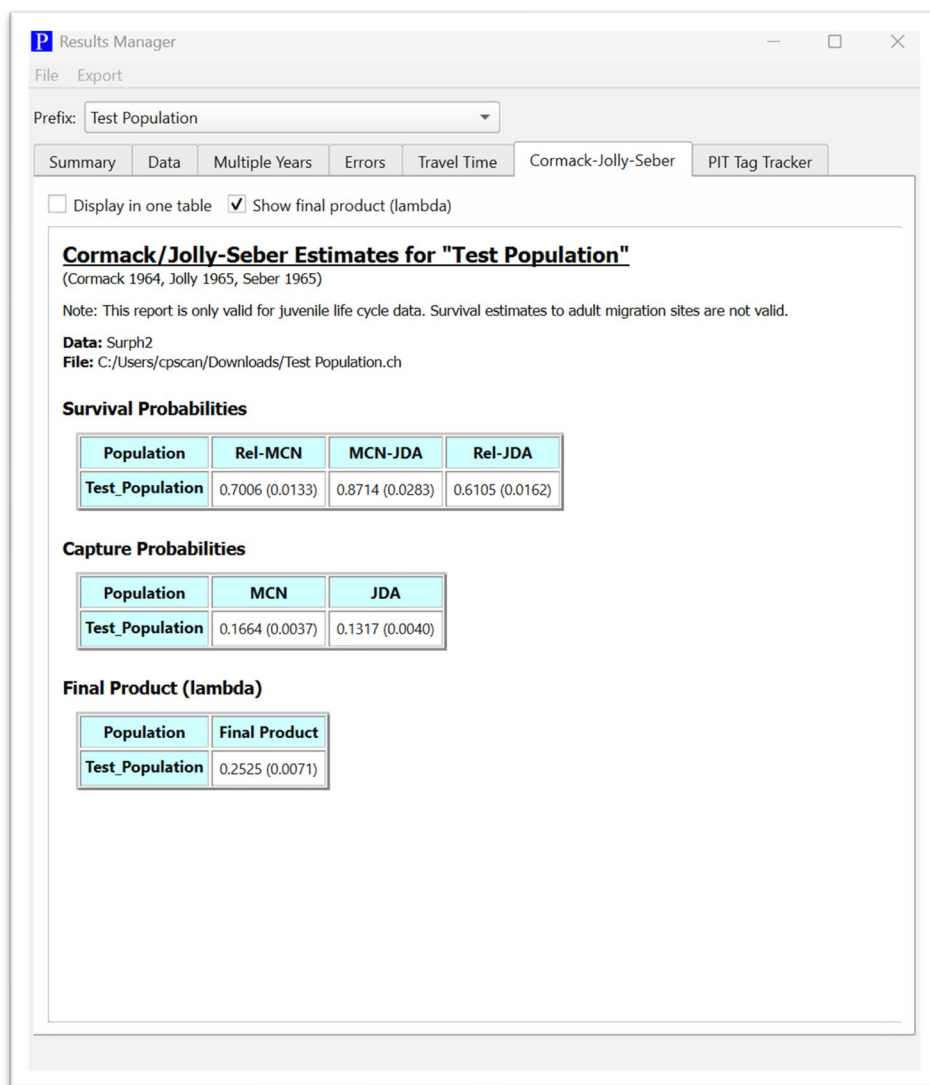 P Results Manager
File Export
Prefix: Test Population
Summary Data Multiple Years Errors Travel Time Cormack-Jolly-Seber PIT Tag Tracker
Display in one table Show final product (lambda)
Cormack/Jolly-Seber Estimates for "Test Population"
(Cormack 1964, Jolly 1965, Seber 1965)
Note: This report is only valid for juvenile life cycle data. Survival estimates to adult migration sites are not valid.
Data: Surph2
File: C:/Users/cpscan/Downloads/Test Population.ch
Survival Probabilities
Population Rel-MCN MCN-JDA Rel-JDA
Test_Population 0.7006 (0.0133) 0.8714 (0.0283) 0.6105 (0.0162)
Capture Probabilities
Population MCN JDA
Test_Population 0.1664 (0.0037) 0.1317 (0.0040)
Final Product (lambda)
Population Final Product
Test_Population 0.2525 (0.0071)